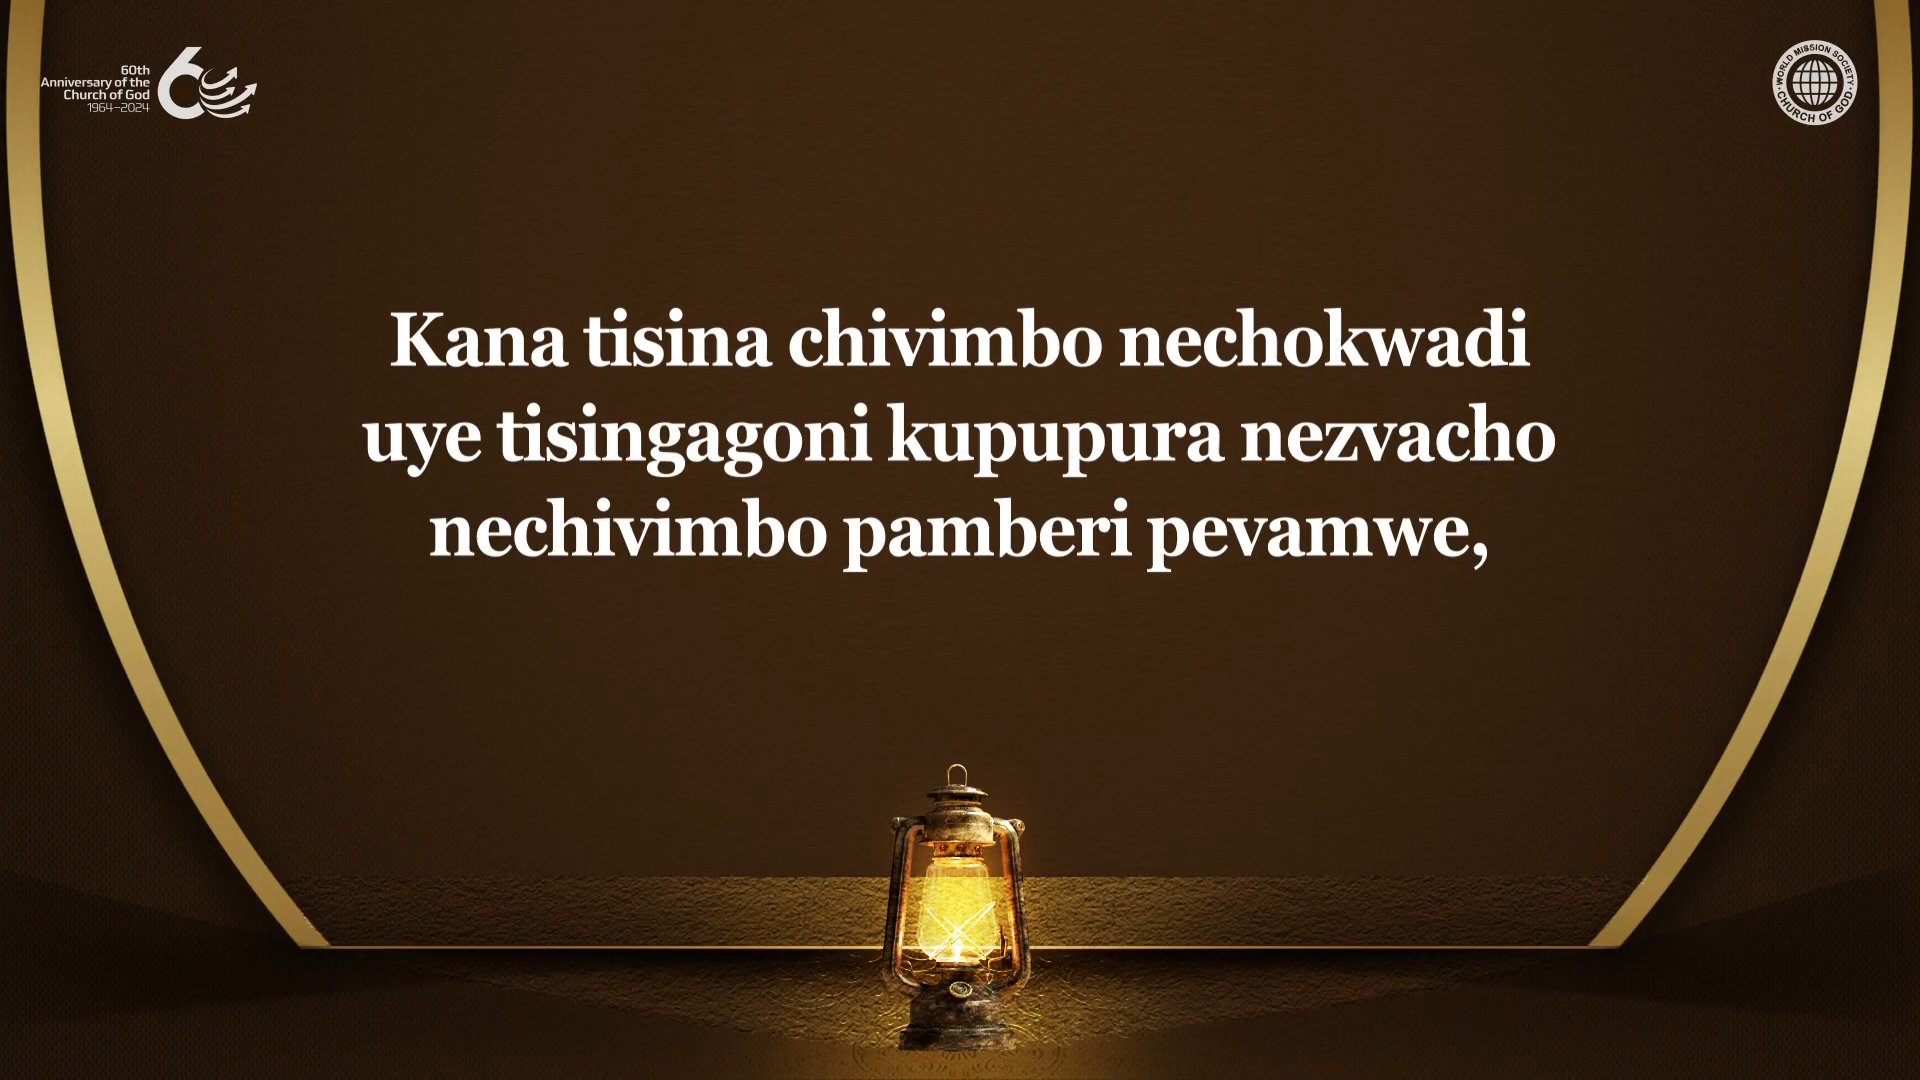 60th
Anniversary of the
Church of God
1964–2024
60
WORLD MISSION SOCIETY
CHURCH OF GOD
Kana tisina chivimbo nechokwadi
uye tisingagoni kupupura nezvacho
nechivimbo pamberi pevamwe,